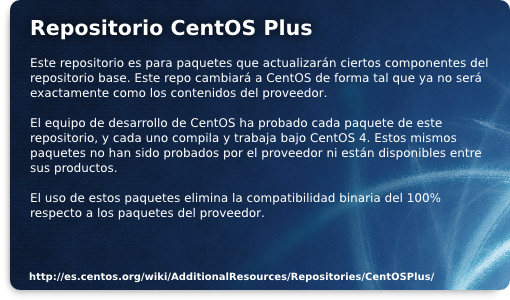 Repositorio CentOS Plus
Este repositorio es para paquetes que actualizarán ciertos componentes del
repositorio base. Este repo cambiará a CentOS de forma tal que ya no será
exactamente como los contenidos del proveedor.
El equipo de desarrollo de CentOS ha probado cada paquete de este
repositorio, y cada uno compila y trabaja bajo CentOS 4. Estos mismos
paquetes no han sido probados por el proveedor ni están disponibles entre
sus productos.
El uso de estos paquetes elimina la compatibilidad binaria del 100%
respecto a los paquetes del proveedor.
http://es.centos.org/wiki/AdditionalResources/Repositories/CentOSPlus/